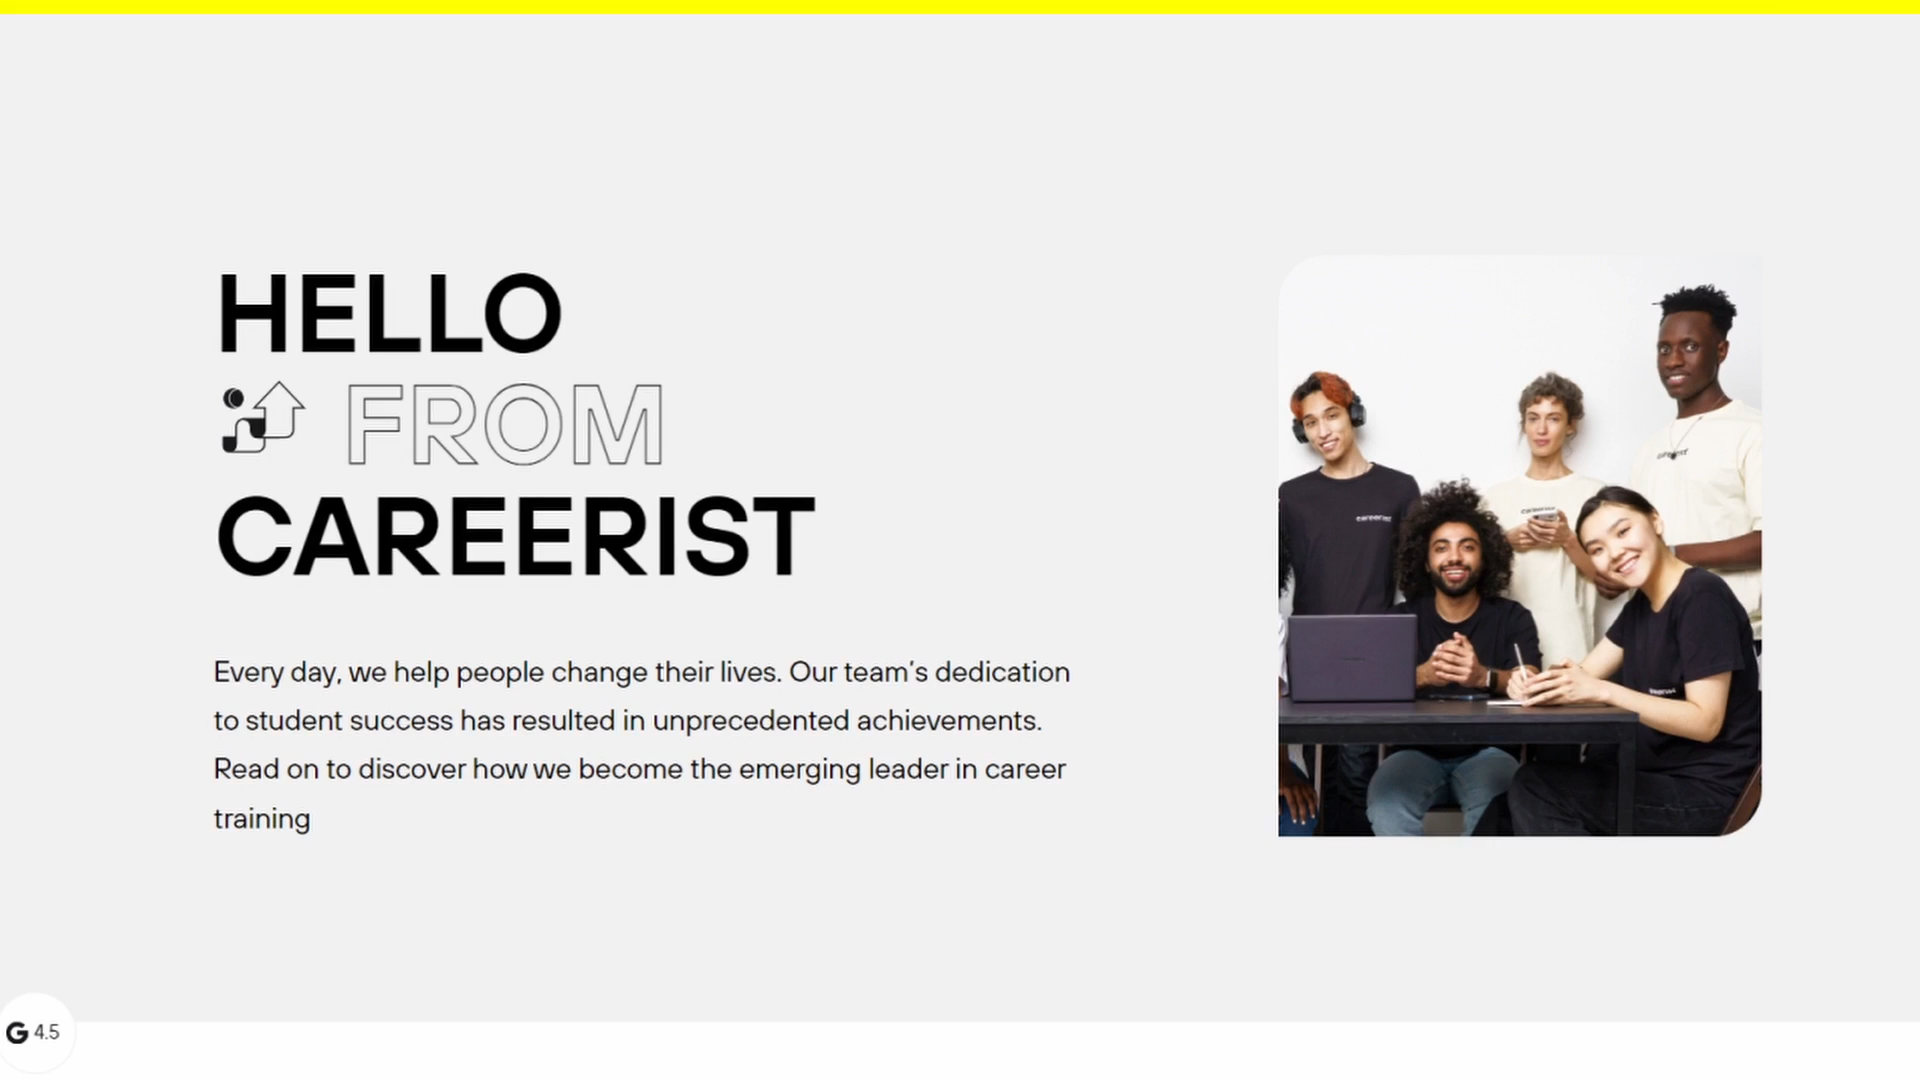 HELLO
FROM
CAREERIST
Every day, we help people change their lives. Our team's dedication
to student success has resulted in unprecedented achievements.
Read on to discover how we become the emerging leader in career
training
careerist
G 4.5